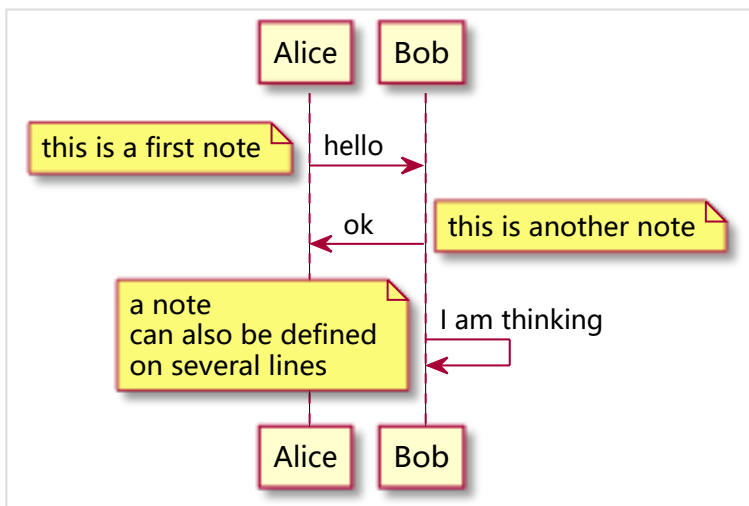 Alice
Bob
this is a first note
hello
ok
this is another note
a note
can also be defined
on several lines
I am thinking
Alice
Bob